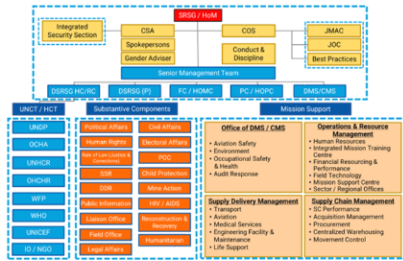 SRSG / HoM
Integrated
Security Section
CSA
Spokepersons
Gender Adviser
COS
Conduct &
Discipline
JMAC
JOC
Best Practices
Senior Management Team
DSRSG HC/RC
DSRSG (P)
FC / HOMC
PC / HOPC
DMS/CMS
UNCT / HCT
UNDP
OCHA
UNHCR
OHCHR
WFP
WHO
UNICEF
IO / NGO
Substantive Components
Political Affairs
Human Rights
Rule of Law (Justice &
Corrections)
SSR
DDR
Public Information
Liaison Office
Field Office
Legal Affairs
Civil Affairs
Electoral Affairs
POC
Child Protection
Mine Action
HIV / AIDS
Reconstruction &
Recovery
Humanitarian
Mission Support
Office of DMS / CMS
• Aviation Safety
• Environment
• Occupational Safety
& Health
• Audit Response
Operations & Resource
Management
• Human Resources
• Integrated Mission Training
Centre
• Financial Resourcing &
Performance
• Field Technology
• Mission Support Centre
• Sector / Regional Offices
Supply Delivery Management
• Transport
• Aviation
• Medical Services
• Engineering Facility &
Maintenance
• Life Support
Supply Chain Management
• SC Performance
• Acquisition Management
• Procurement
• Centralized Warehousing
• Movement Control